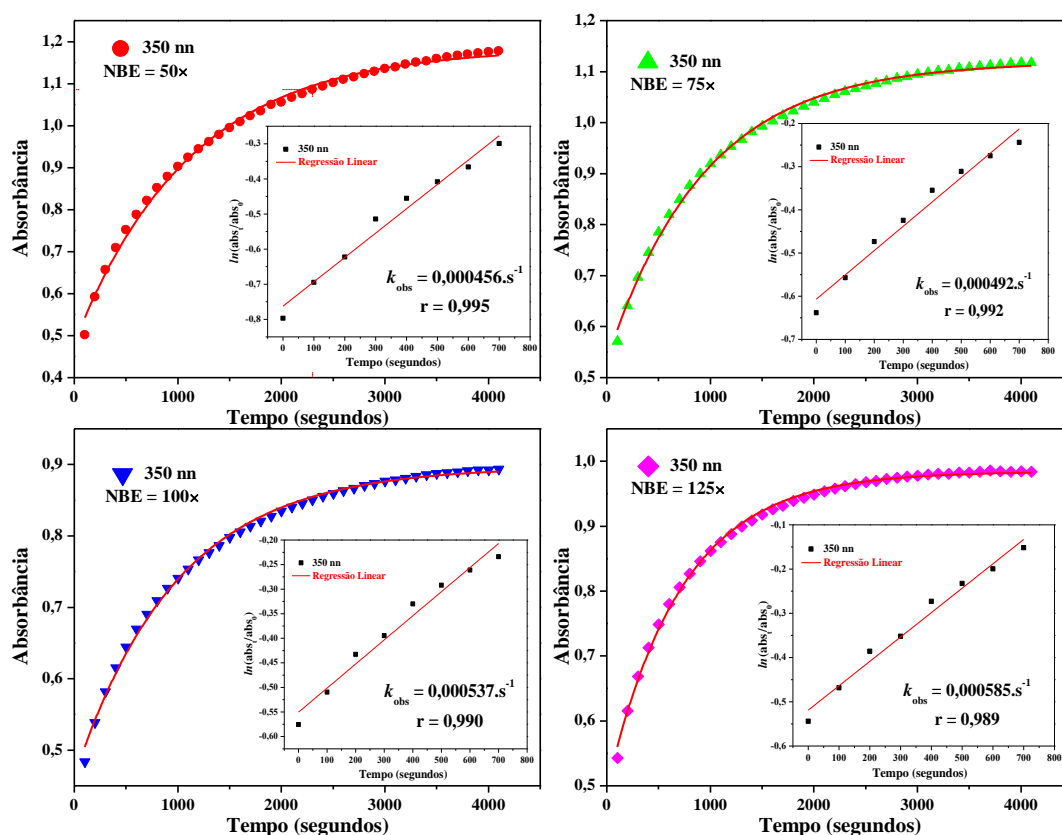 350 nn
NBE = 50×
Absorbância
1,2
1,1
1,0
0,9
0,8
0,7
0,6
0,5
0,4
0
1000
2000
3000
4000
Tempo (segundos)
350 nn
Regressão Linear
ln(abs_t/abs_0)
-0,3
-0,4
-0,5
-0,6
-0,7
-0,8
0 100 200 300 400 500 600 700 800
Tempo (segundos)
k_obs = 0,000456.s^-1
r = 0,995
350 nn
NBE = 75×
Absorbância
1,2
1,1
1,0
0,9
0,8
0,7
0,6
0,5
0
1000
2000
3000
4000
Tempo (segundos)
350 nn
Regressão Linear
ln(abs_t/abs_0)
-0,2
-0,3
-0,4
-0,5
-0,6
-0,7
0 100 200 300 400 500 600 700 800
Tempo (segundos)
k_obs = 0,000492.s^-1
r = 0,992
350 nn
NBE = 100×
Absorbância
0,9
0,8
0,7
0,6
0,5
0
1000
2000
3000
4000
Tempo (segundos)
350 nn
Regressão Linear
ln(abs_t/abs_0)
-0,20
-0,25
-0,30
-0,35
-0,40
-0,45
-0,50
-0,55
-0,60
0 100 200 300 400 500 600 700 800
Tempo (segundos)
k_obs = 0,000537.s^-1
r = 0,990
350 nn
NBE = 125×
Absorbância
1,0
0,9
0,8
0,7
0,6
0,5
0
1000
2000
3000
4000
Tempo (segundos)
350 nn
Regressão Linear
ln(abs_t/abs_0)
-0,1
-0,2
-0,3
-0,4
-0,5
-0,6
0 100 200 300 400 500 600 700 800
Tempo (segundos)
k_obs = 0,000585.s^-1
r = 0,989